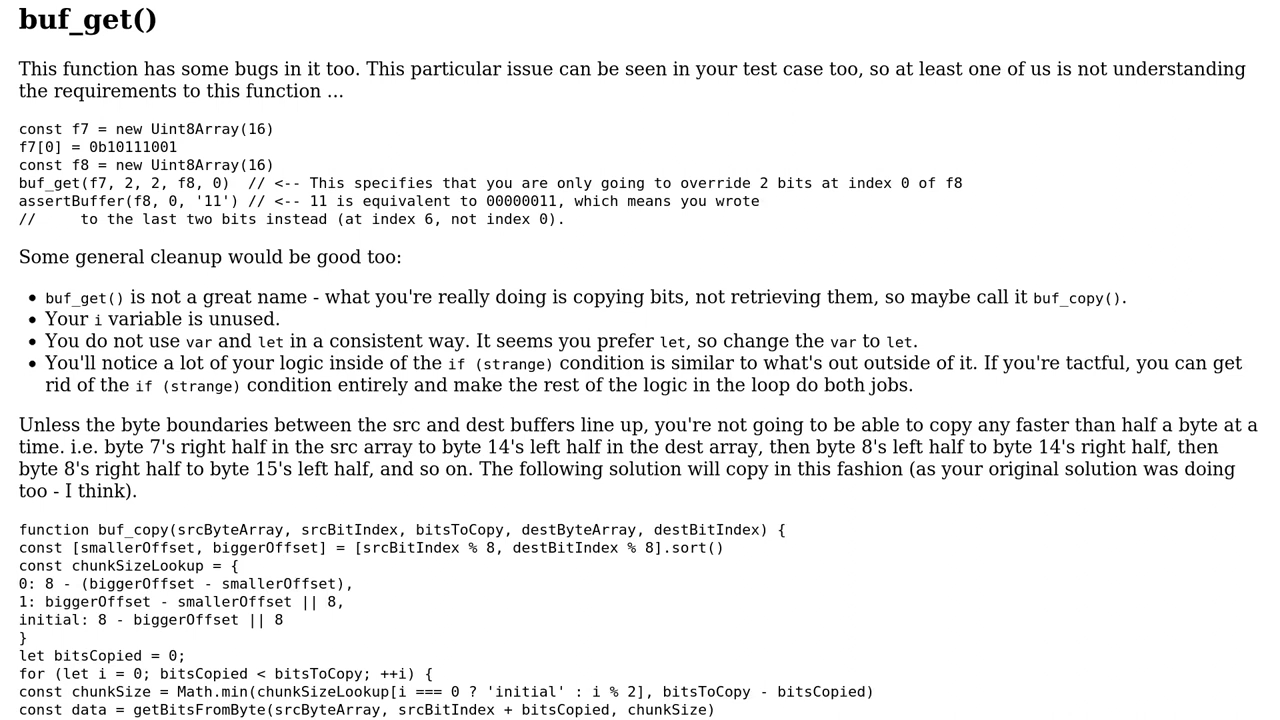 buf_get()
This function has some bugs in it too. This particular issue can be seen in your test case too, so at least one of us is not understanding
the requirements to this function ...
const f7 = new Uint8Array(16)
f7[0] = 0b10111001
const f8 = new Uint8Array(16)
buf_get(f7, 2, 2, f8, 0)  // <-- This specifies that you are only going to override 2 bits at index 0 of f8
assertBuffer(f8, 0, '11') // <-- 11 is equivalent to 00000011, which means you wrote
//     to the last two bits instead (at index 6, not index 0).
Some general cleanup would be good too:
• buf_get() is not a great name - what you're really doing is copying bits, not retrieving them, so maybe call it buf_copy().
• Your i variable is unused.
• You do not use var and let in a consistent way. It seems you prefer let, so change the var to let.
• You'll notice a lot of your logic inside of the if (strange) condition is similar to what's out outside of it. If you're tactful, you can get
rid of the if (strange) condition entirely and make the rest of the logic in the loop do both jobs.
Unless the byte boundaries between the src and dest buffers line up, you're not going to be able to copy any faster than half a byte at a
time. i.e. byte 7's right half in the src array to byte 14's left half in the dest array, then byte 8's left half to byte 14's right half, then
byte 8's right half to byte 15's left half, and so on. The following solution will copy in this fashion (as your original solution was doing
too - I think).
function buf_copy(srcByteArray, srcBitIndex, bitsToCopy, destByteArray, destBitIndex) {
const [smallerOffset, biggerOffset] = [srcBitIndex % 8, destBitIndex % 8].sort()
const chunkSizeLookup = {
0: 8 - (biggerOffset - smallerOffset),
1: biggerOffset - smallerOffset || 8,
initial: 8 - biggerOffset || 8
}
let bitsCopied = 0;
for (let i = 0; bitsCopied < bitsToCopy; ++i) {
const chunkSize = Math.min(chunkSizeLookup[i === 0 ? 'initial' : i % 2], bitsToCopy - bitsCopied)
const data = getBitsFromByte(srcByteArray, srcBitIndex + bitsCopied, chunkSize)